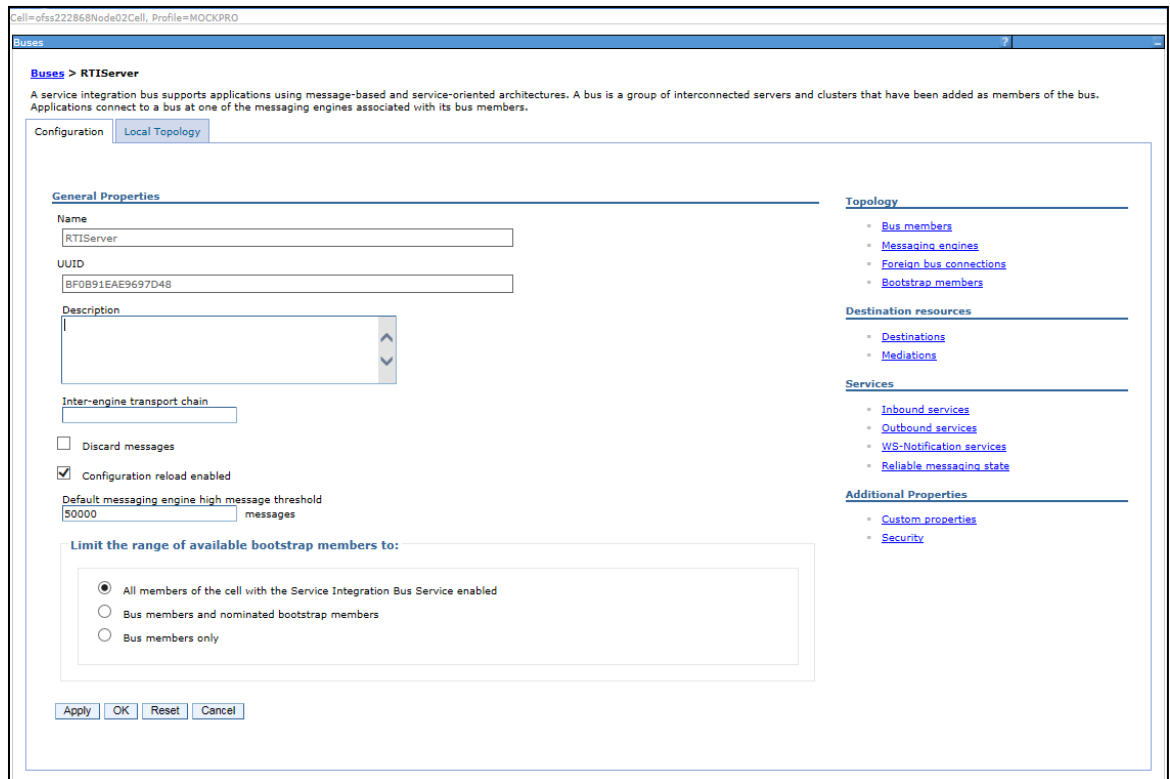 Cell=ofss222868Node02Cell, Profile=MOCKPRO
Buses ? _
Buses > RTIServer
A service integration bus supports applications using message-based and service-oriented architectures. A bus is a group of interconnected servers and clusters that have been added as members of the bus.
Applications connect to a bus at one of the messaging engines associated with its bus members.
Configuration Local Topology
General Properties
Name
RTIServer
UUID
BF0B91EAE9697D48
Description
Inter-engine transport chain
Discard messages
Configuration reload enabled
Default messaging engine high message threshold
50000 messages
Limit the range of available bootstrap members to:
All members of the cell with the Service Integration Bus Service enabled
Bus members and nominated bootstrap members
Bus members only
Apply OK Reset Cancel
Topology
Bus members
Messaging engines
Foreign bus connections
Bootstrap members
Destination resources
Destinations
Mediations
Services
Inbound services
Outbound services
WS-Notification services
Reliable messaging state
Additional Properties
Custom properties
Security